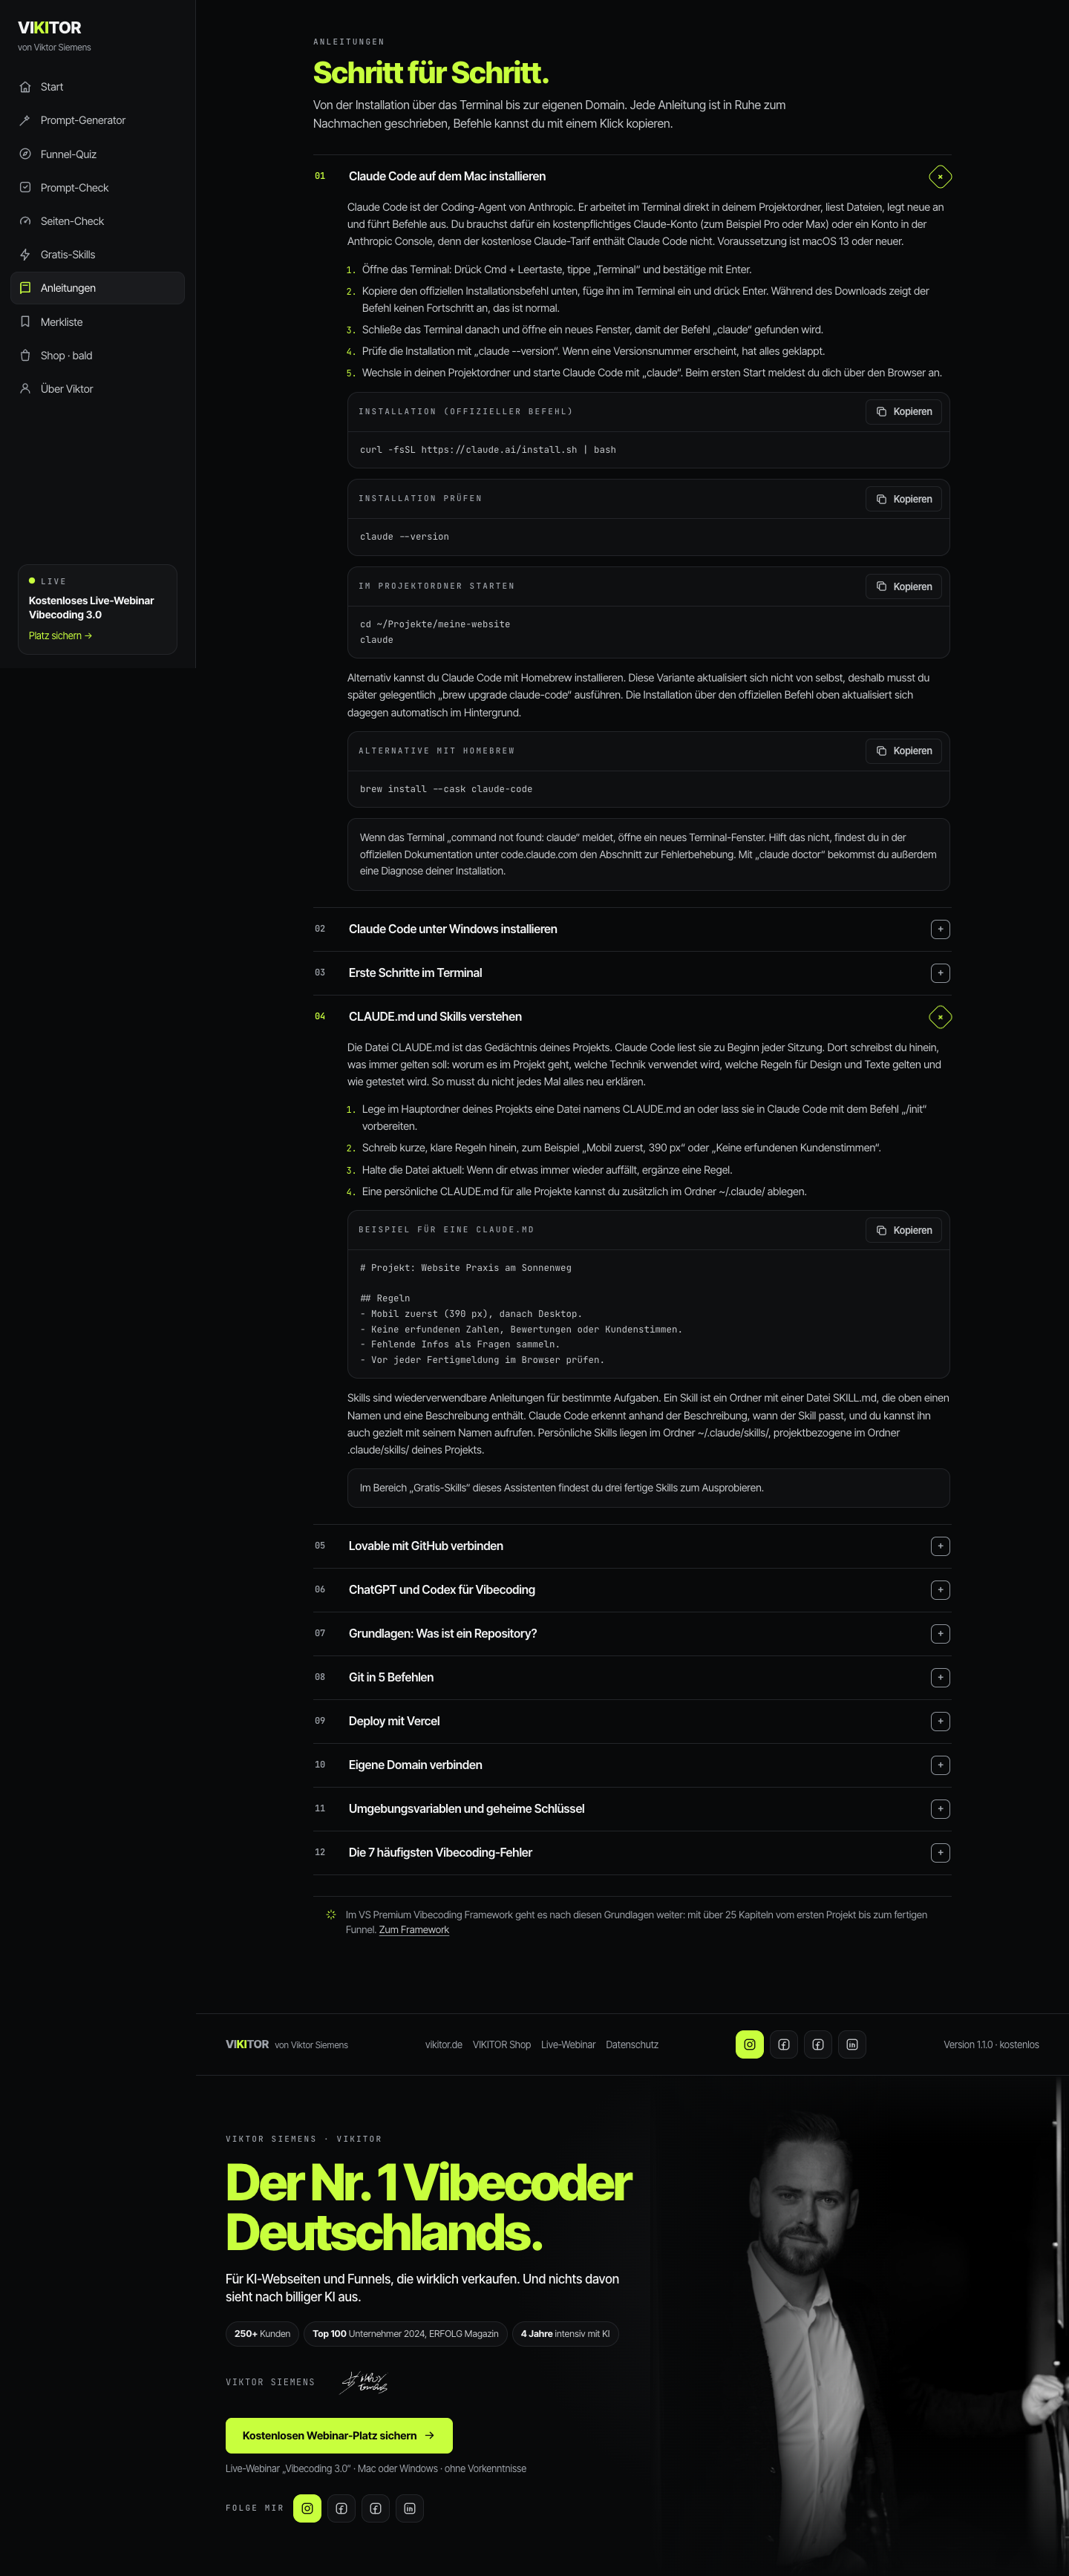 VIKITOR
von Viktor Siemens
Start
Prompt-Generator
Funnel-Quiz
Prompt-Check
Seiten-Check
Gratis-Skills
Anleitungen
Merkliste
Shop · bald
Über Viktor
LIVE
Kostenloses Live-Webinar
Vibecoding 3.0
Platz sichern →
ANLEITUNGEN
Schritt für Schritt.
Von der Installation über das Terminal bis zur eigenen Domain. Jede Anleitung ist in Ruhe zum
Nachmachen geschrieben, Befehle kannst du mit einem Klick kopieren.
01 Claude Code auf dem Mac installieren +
Claude Code ist der Coding-Agent von Anthropic. Er arbeitet im Terminal direkt in deinem Projektordner, liest Dateien, legt neue an
und führt Befehle aus. Du brauchst dafür ein kostenpflichtiges Claude-Konto (zum Beispiel Pro oder Max) oder ein Konto in der
Anthropic Console, denn der kostenlose Claude-Tarif enthält Claude Code nicht. Voraussetzung ist macOS 13 oder neuer.
1. Öffne das Terminal: Drück Cmd + Leertaste, tippe „Terminal“ und bestätige mit Enter.
2. Kopiere den offiziellen Installationsbefehl unten, füge ihn im Terminal ein und drück Enter. Während des Downloads zeigt der
Befehl keinen Fortschritt an, das ist normal.
3. Schließe das Terminal danach und öffne ein neues Fenster, damit der Befehl „claude“ gefunden wird.
4. Prüfe die Installation mit „claude --version“. Wenn eine Versionsnummer erscheint, hat alles geklappt.
5. Wechsle in deinen Projektordner und starte Claude Code mit „claude“. Beim ersten Start meldest du dich über den Browser an.
INSTALLATION (OFFIZIELLER BEFEHL) Kopieren
curl -fsSL https://claude.ai/install.sh | bash
INSTALLATION PRÜFEN Kopieren
claude --version
IM PROJEKTORDNER STARTEN Kopieren
cd ~/Projekte/meine-website
claude
Alternativ kannst du Claude Code mit Homebrew installieren. Diese Variante aktualisiert sich nicht von selbst, deshalb musst du
später gelegentlich „brew upgrade claude-code“ ausführen. Die Installation über den offiziellen Befehl oben aktualisiert sich
dagegen automatisch im Hintergrund.
ALTERNATIVE MIT HOMEBREW Kopieren
brew install --cask claude-code
Wenn das Terminal „command not found: claude“ meldet, öffne ein neues Terminal-Fenster. Hilft das nicht, findest du in der
offiziellen Dokumentation unter code.claude.com den Abschnitt zur Fehlerbehebung. Mit „claude doctor“ bekommst du außerdem
eine Diagnose deiner Installation.
02 Claude Code unter Windows installieren +
03 Erste Schritte im Terminal +
04 CLAUDE.md und Skills verstehen +
Die Datei CLAUDE.md ist das Gedächtnis deines Projekts. Claude Code liest sie zu Beginn jeder Sitzung. Dort schreibst du hinein,
was immer gelten soll: worum es im Projekt geht, welche Technik verwendet wird, welche Regeln für Design und Texte gelten und
wie getestet wird. So musst du nicht jedes Mal alles neu erklären.
1. Lege im Hauptordner deines Projekts eine Datei namens CLAUDE.md an oder lass sie in Claude Code mit dem Befehl „/init“
vorbereiten.
2. Schreib kurze, klare Regeln hinein, zum Beispiel „Mobil zuerst, 390 px“ oder „Keine erfundenen Kundenstimmen“.
3. Halte die Datei aktuell: Wenn dir etwas immer wieder auffällt, ergänze eine Regel.
4. Eine persönliche CLAUDE.md für alle Projekte kannst du zusätzlich im Ordner ~/.claude/ ablegen.
BEISPIEL FÜR EINE CLAUDE.MD Kopieren
# Projekt: Website Praxis am Sonnenweg
## Regeln
- Mobil zuerst (390 px), danach Desktop.
- Keine erfundenen Zahlen, Bewertungen oder Kundenstimmen.
- Fehlende Infos als Fragen sammeln.
- Vor jeder Fertigmeldung im Browser prüfen.
Skills sind wiederverwendbare Anleitungen für bestimmte Aufgaben. Ein Skill ist ein Ordner mit einer Datei SKILL.md, die oben einen
Namen und eine Beschreibung enthält. Claude Code erkennt anhand der Beschreibung, wann der Skill passt, und du kannst ihn
auch gezielt mit seinem Namen aufrufen. Persönliche Skills liegen im Ordner ~/.claude/skills/, projektbezogene im Ordner
.claude/skills/ deines Projekts.
Im Bereich „Gratis-Skills“ dieses Assistenten findest du drei fertige Skills zum Ausprobieren.
05 Lovable mit GitHub verbinden +
06 ChatGPT und Codex für Vibecoding +
07 Grundlagen: Was ist ein Repository? +
08 Git in 5 Befehlen +
09 Deploy mit Vercel +
10 Eigene Domain verbinden +
11 Umgebungsvariablen und geheime Schlüssel +
12 Die 7 häufigsten Vibecoding-Fehler +
Im VS Premium Vibecoding Framework geht es nach diesen Grundlagen weiter: mit über 25 Kapiteln vom ersten Projekt bis zum fertigen
Funnel. Zum Framework
VIKITOR von Viktor Siemens vikitor.de VIKITOR Shop Live-Webinar Datenschutz Version 1.1.0 · kostenlos
VIKTOR SIEMENS · VIKITOR
Der Nr. 1 Vibecoder
Deutschlands.
Für KI-Webseiten und Funnels, die wirklich verkaufen. Und nichts davon
sieht nach billiger KI aus.
250+ Kunden Top 100 Unternehmer 2024, ERFOLG Magazin 4 Jahre intensiv mit KI
VIKTOR SIEMENS
Kostenlosen Webinar-Platz sichern →
Live-Webinar „Vibecoding 3.0“ · Mac oder Windows · ohne Vorkenntnisse
FOLGE MIR